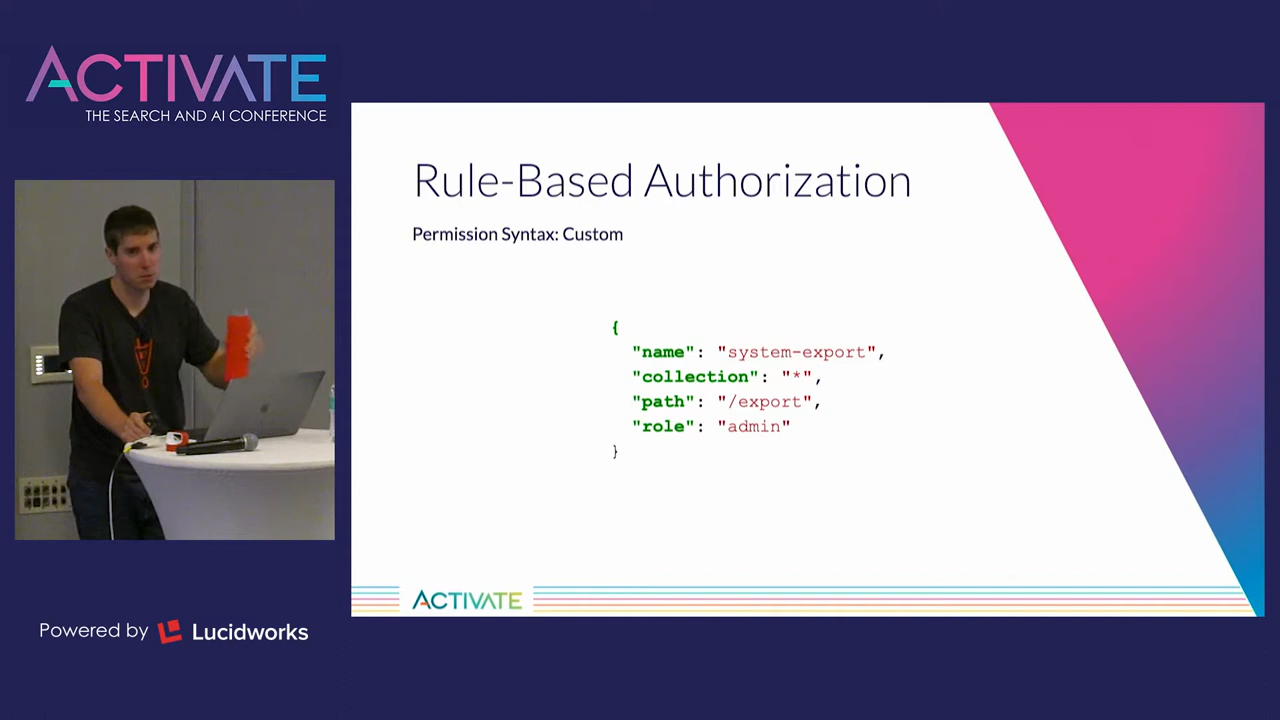 ACTIVATE
THE SEARCH AND AI CONFERENCE
Rule-Based Authorization
Permission Syntax: Custom
{
"name": "system-export",
"collection": "*",
"path": "/export",
"role": "admin"
}
ACTIVATE
Powered by Lucidworks